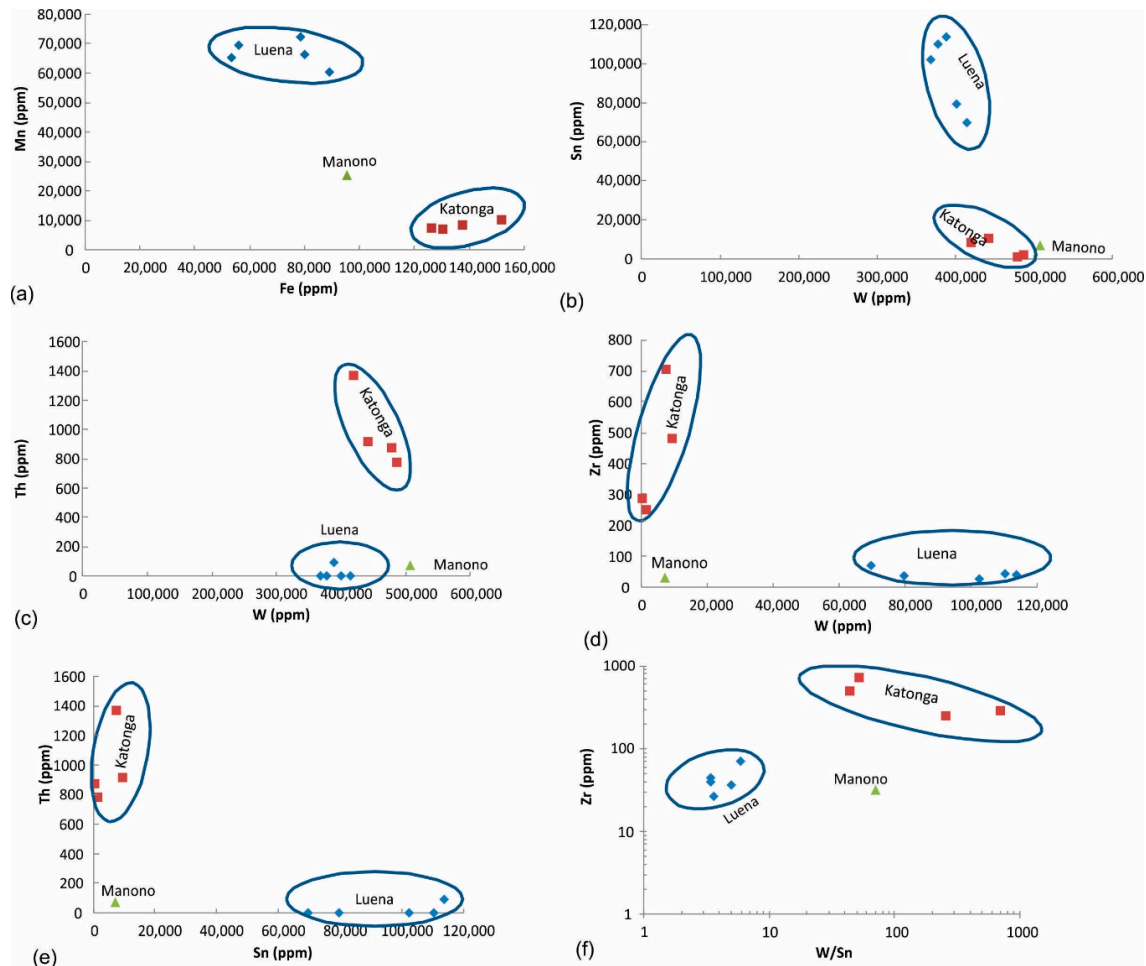 80,000
70,000
60,000
50,000
40,000
30,000
20,000
10,000
0
Mn (ppm)
Luena
Manono
Katonga
0 20,000 40,000 60,000 80,000 100,000 120,000 140,000 160,000
Fe (ppm)
(a)
120,000
100,000
80,000
60,000
40,000
20,000
0
Sn (ppm)
Luena
Katonga
Manono
0 100,000 200,000 300,000 400,000 500,000 600,000
W (ppm)
(b)
1600
1400
1200
1000
800
600
400
200
0
Th (ppm)
Katonga
Luena
Manono
0 100,000 200,000 300,000 400,000 500,000 600,000
W (ppm)
(c)
800
700
600
500
400
300
200
100
0
Zr (ppm)
Katonga
Manono
Luena
0 20,000 40,000 60,000 80,000 100,000 120,000
W (ppm)
(d)
1600
1400
1200
1000
800
600
400
200
0
Th (ppm)
Katonga
Manono
Luena
0 20,000 40,000 60,000 80,000 100,000 120,000
Sn (ppm)
(e)
1000
100
10
1
Zr (ppm)
Katonga
Manono
Luena
1 10 100 1000
W/Sn
(f)